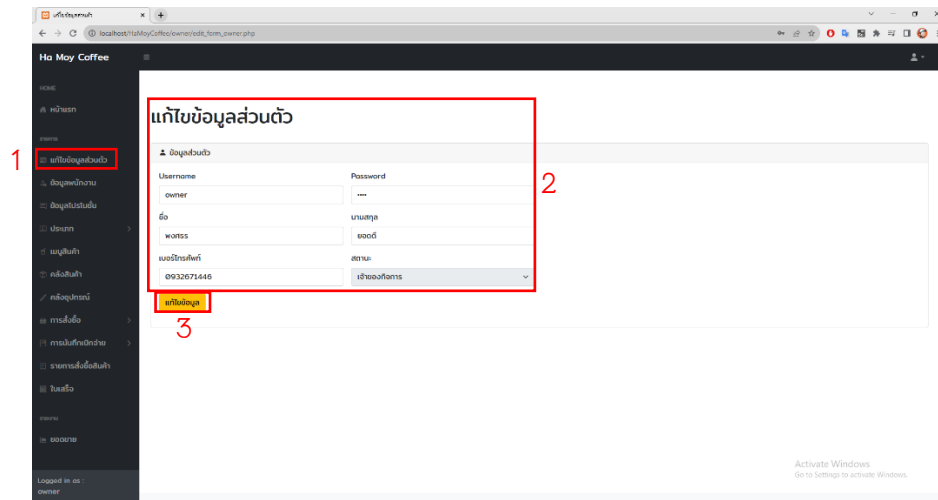 แก้ไขข้อมูลส่วนตัว
localhost/HaMoyCoffee/owner/edit_form_owner.php
Ha Moy Coffee
HOME
หน้าแรก
1
แก้ไขข้อมูลส่วนตัว
ข้อมูลพนักงาน
ข้อมูลโปรโมชั่น
ประเภท
เมนูสินค้า
คลังสินค้า
คลังอุปกรณ์
การสั่งซื้อ
การบันทึกเบิกจ่าย
รายการสั่งซื้อสินค้า
ใบเสร็จ
ยอดขาย
Logged in as :
owner
แก้ไขข้อมูลส่วนตัว
ข้อมูลส่วนตัว
Username Password
owner ····
2
ชื่อ นามสกุล
พงศธร ยอดดี
เบอร์โทรศัพท์ สถานะ
0932671446 เจ้าของกิจการ
แก้ไขข้อมูล
3
Activate Windows
Go to Settings to activate Windows.